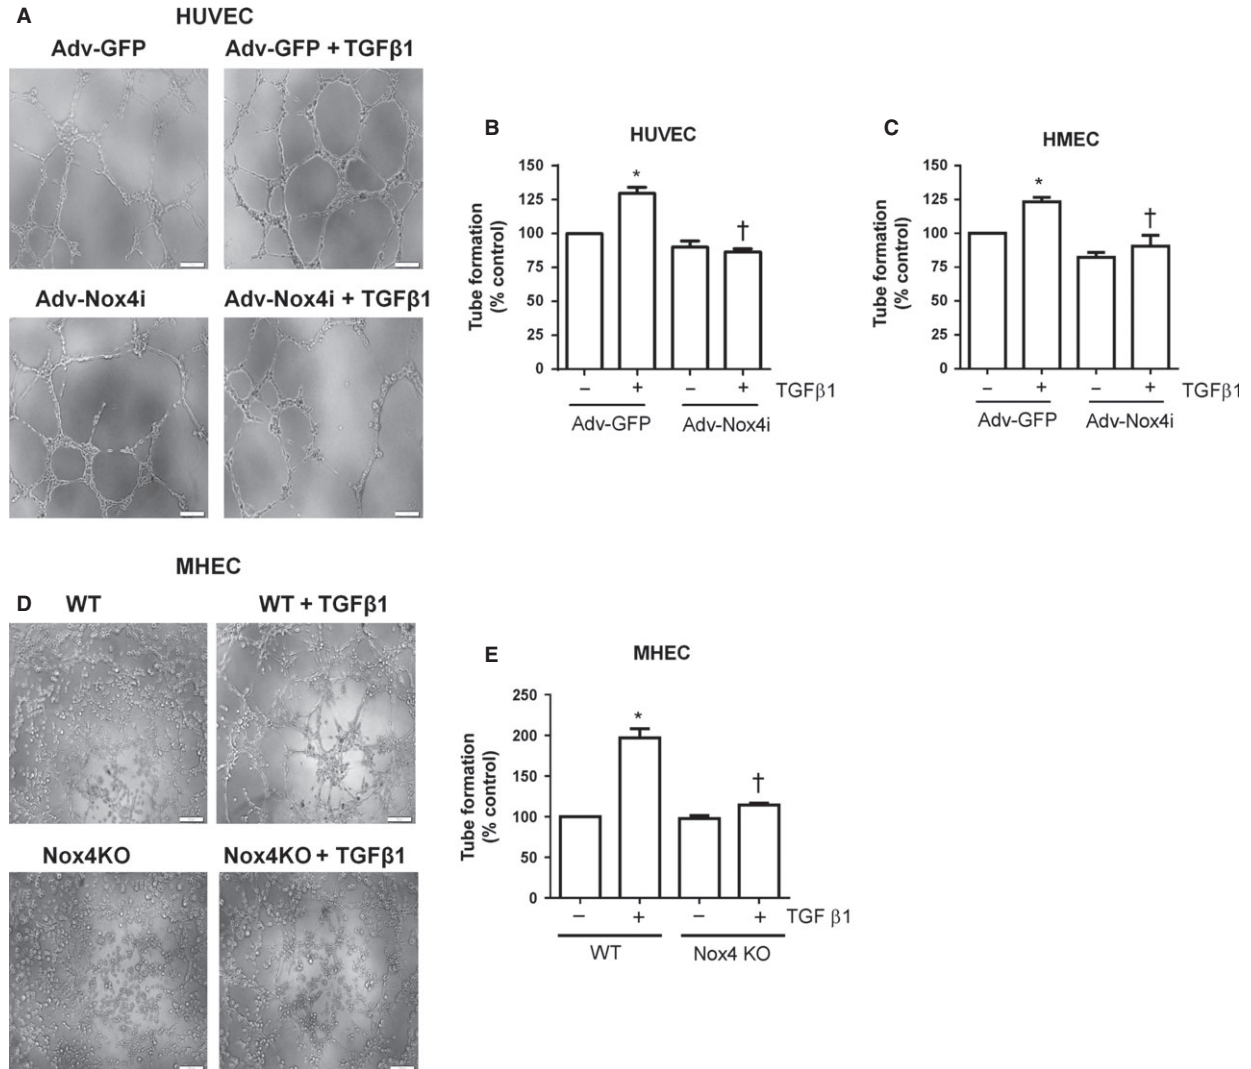 A
HUVEC
Adv-GFP
Adv-GFP + TGFβ1
Adv-Nox4i
Adv-Nox4i + TGFβ1
B
HUVEC
Tube formation
(% control)
150
125
100
75
50
25
0
*
†
– + – + TGFβ1
Adv-GFP Adv-Nox4i
C
HMEC
Tube formation
(% control)
150
125
100
75
50
25
0
*
†
– + – + TGFβ1
Adv-GFP Adv-Nox4i
MHEC
D
WT
WT + TGFβ1
Nox4KO
Nox4KO + TGFβ1
E
MHEC
Tube formation
(% control)
250
200
150
100
50
0
*
†
– + – + TGF β1
WT Nox4 KO